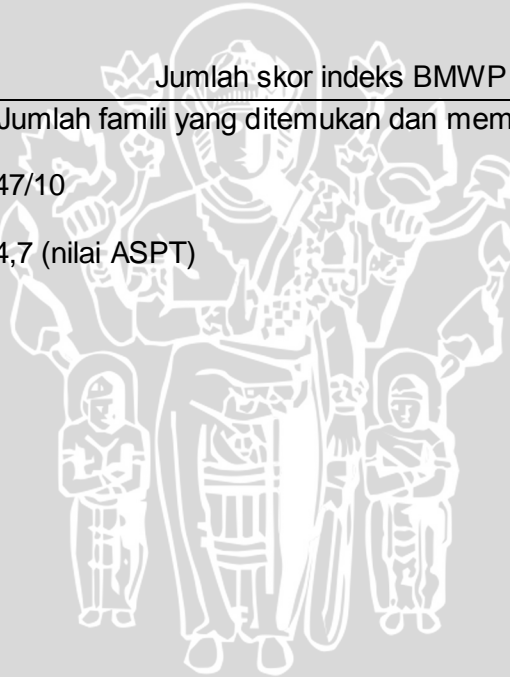 Jumlah skor indeks BMWP
Jumlah famili yang ditemukan dan mem
47/10
4,7 (nilai ASPT)